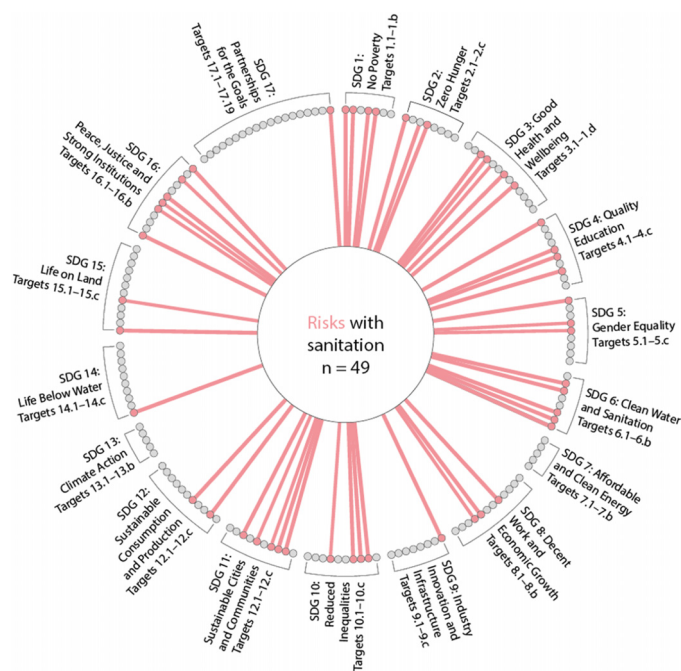 SDG 1:
No Poverty
Targets 1.1–1.b
SDG 2:
Zero Hunger
Targets 2.1–2.c
SDG 3: Good
Health and
Wellbeing
Targets 3.1–1.d
SDG 4: Quality
Education
Targets 4.1–4.c
SDG 5:
Gender Equality
Targets 5.1–5.c
SDG 6: Clean Water
and Sanitation
Targets 6.1–6.b
SDG 7: Affordable
and Clean Energy
Targets 7.1–7.b
SDG 8: Decent
Work and
Economic Growth
Targets 8.1–8.b
SDG 9: Industry
Innovation and
Infrastructure
Targets 9.1–9.c
SDG 10:
Reduced
Inequalities
Targets 10.1–10.c
SDG 11:
Sustainable Cities
and Communities
Targets 12.1–12.c
SDG 12:
Sustainable
Consumption
and Production
Targets 12.1–12.c
SDG 13:
Climate Action
Targets 13.1–13.b
SDG 14:
Life Below Water
Targets 14.1–14.c
SDG 15:
Life on Land
Targets 15.1–15.c
SDG 16:
Peace, Justice and
Strong Institutions
Targets 16.1–16.b
SDG 17:
Partnerships
for the Goals
Targets 17.1–17.19
Risks with
sanitation
n = 49